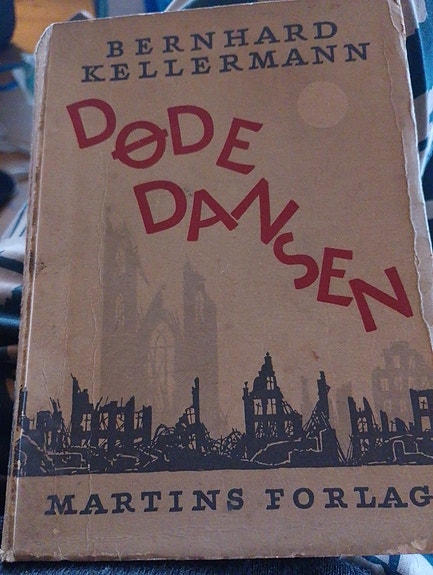 BERNHARD
KELLERMANN
DØDE
DANSEN
MARTINS FORLAG